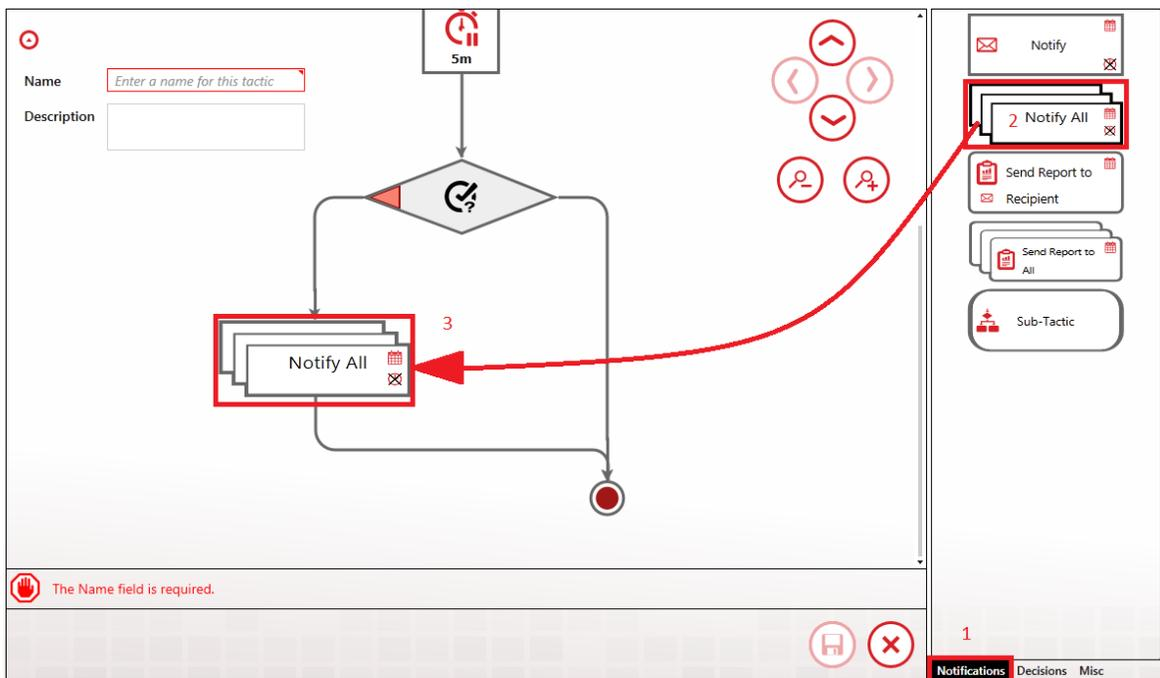 5m
Name
Enter a name for this tactic
Description
?
3
Notify All
The Name field is required.
Notify
2
Notify All
Send Report to
Recipient
Send Report to
All
Sub-Tactic
1
Notifications
Decisions
Misc